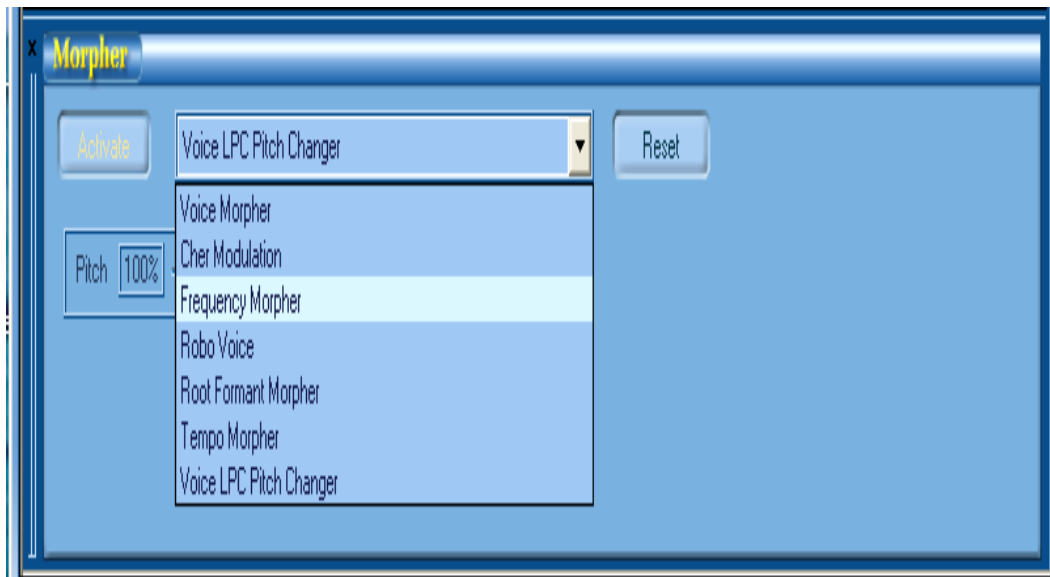 x
Morpher
Activate Voice LPC Pitch Changer Reset
Voice Morpher
Cher Modulation
Pitch 100%
Frequency Morpher
Robo Voice
Root Formant Morpher
Tempo Morpher
Voice LPC Pitch Changer